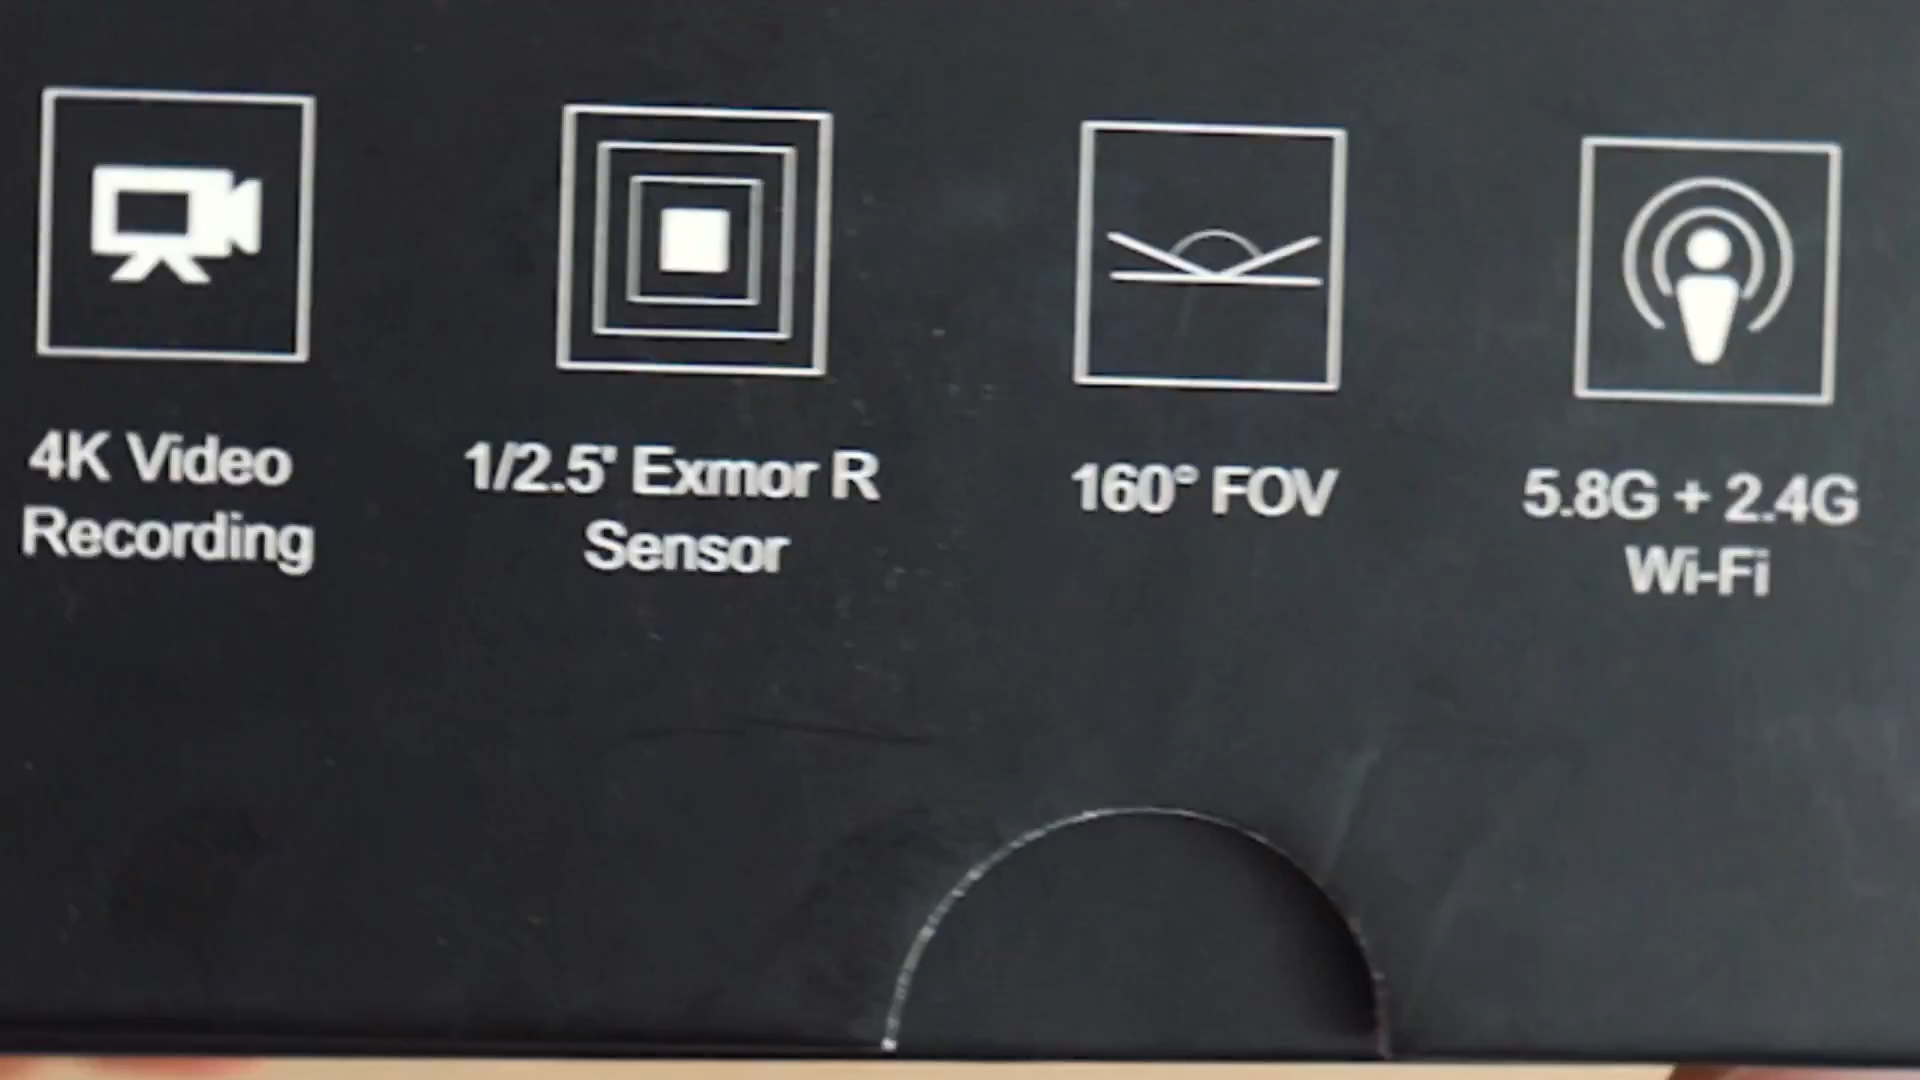 4K Video
Recording
1/2.5' Exmor R
Sensor
160° FOV
5.8G + 2.4G
Wi-Fi